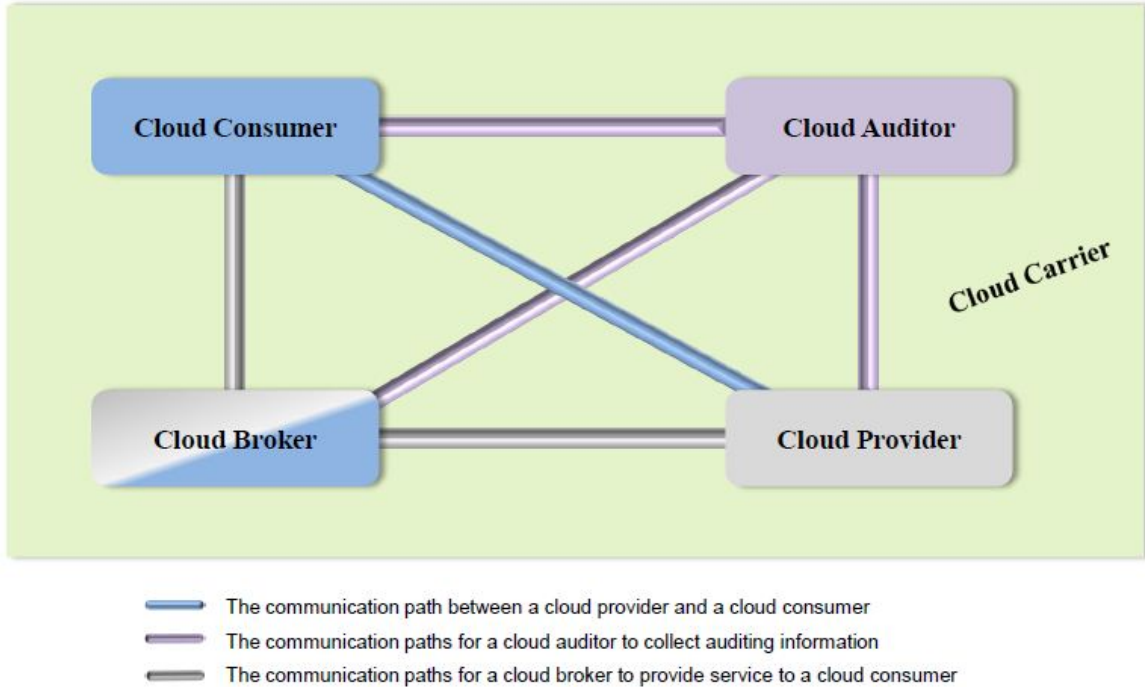 Cloud Consumer
Cloud Auditor
Cloud Carrier
Cloud Broker
Cloud Provider
The communication path between a cloud provider and a cloud consumer
The communication paths for a cloud auditor to collect auditing information
The communication paths for a cloud broker to provide service to a cloud consumer